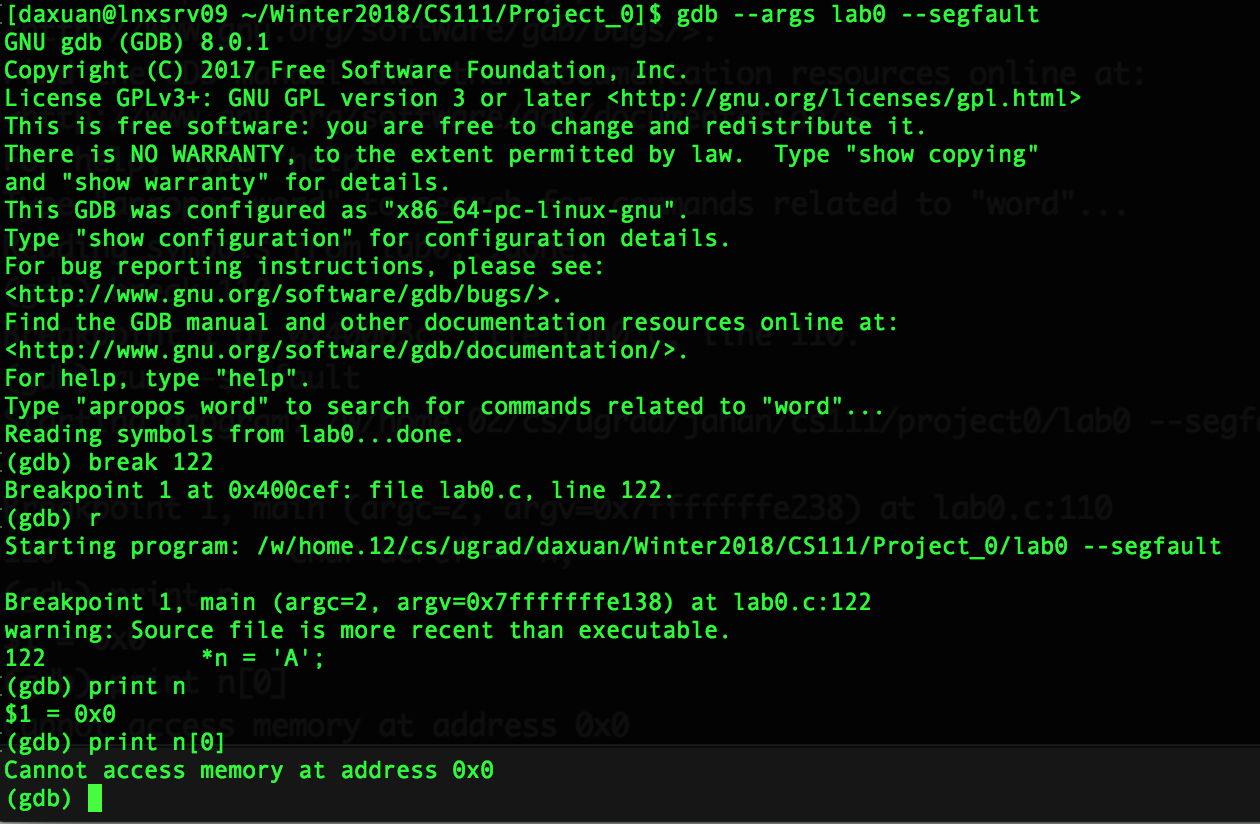 [daxuan@lnxsrv09 ~/Winter2018/CS111/Project_0]$ gdb --args lab0 --segfault
GNU gdb (GDB) 8.0.1
Copyright (C) 2017 Free Software Foundation, Inc.
License GPLv3+: GNU GPL version 3 or later <http://gnu.org/licenses/gpl.html>
This is free software: you are free to change and redistribute it.
There is NO WARRANTY, to the extent permitted by law.  Type "show copying"
and "show warranty" for details.
This GDB was configured as "x86_64-pc-linux-gnu".
Type "show configuration" for configuration details.
For bug reporting instructions, please see:
<http://www.gnu.org/software/gdb/bugs/>.
Find the GDB manual and other documentation resources online at:
<http://www.gnu.org/software/gdb/documentation/>.
For help, type "help".
Type "apropos word" to search for commands related to "word"...
Reading symbols from lab0...done.
(gdb) break 122
Breakpoint 1 at 0x400cef: file lab0.c, line 122.
(gdb) r
Starting program: /w/home.12/cs/ugrad/daxuan/Winter2018/CS111/Project_0/lab0 --segfault

Breakpoint 1, main (argc=2, argv=0x7fffffffe138) at lab0.c:122
warning: Source file is more recent than executable.
122           *n = 'A';
(gdb) print n
$1 = 0x0
(gdb) print n[0]
Cannot access memory at address 0x0
(gdb)